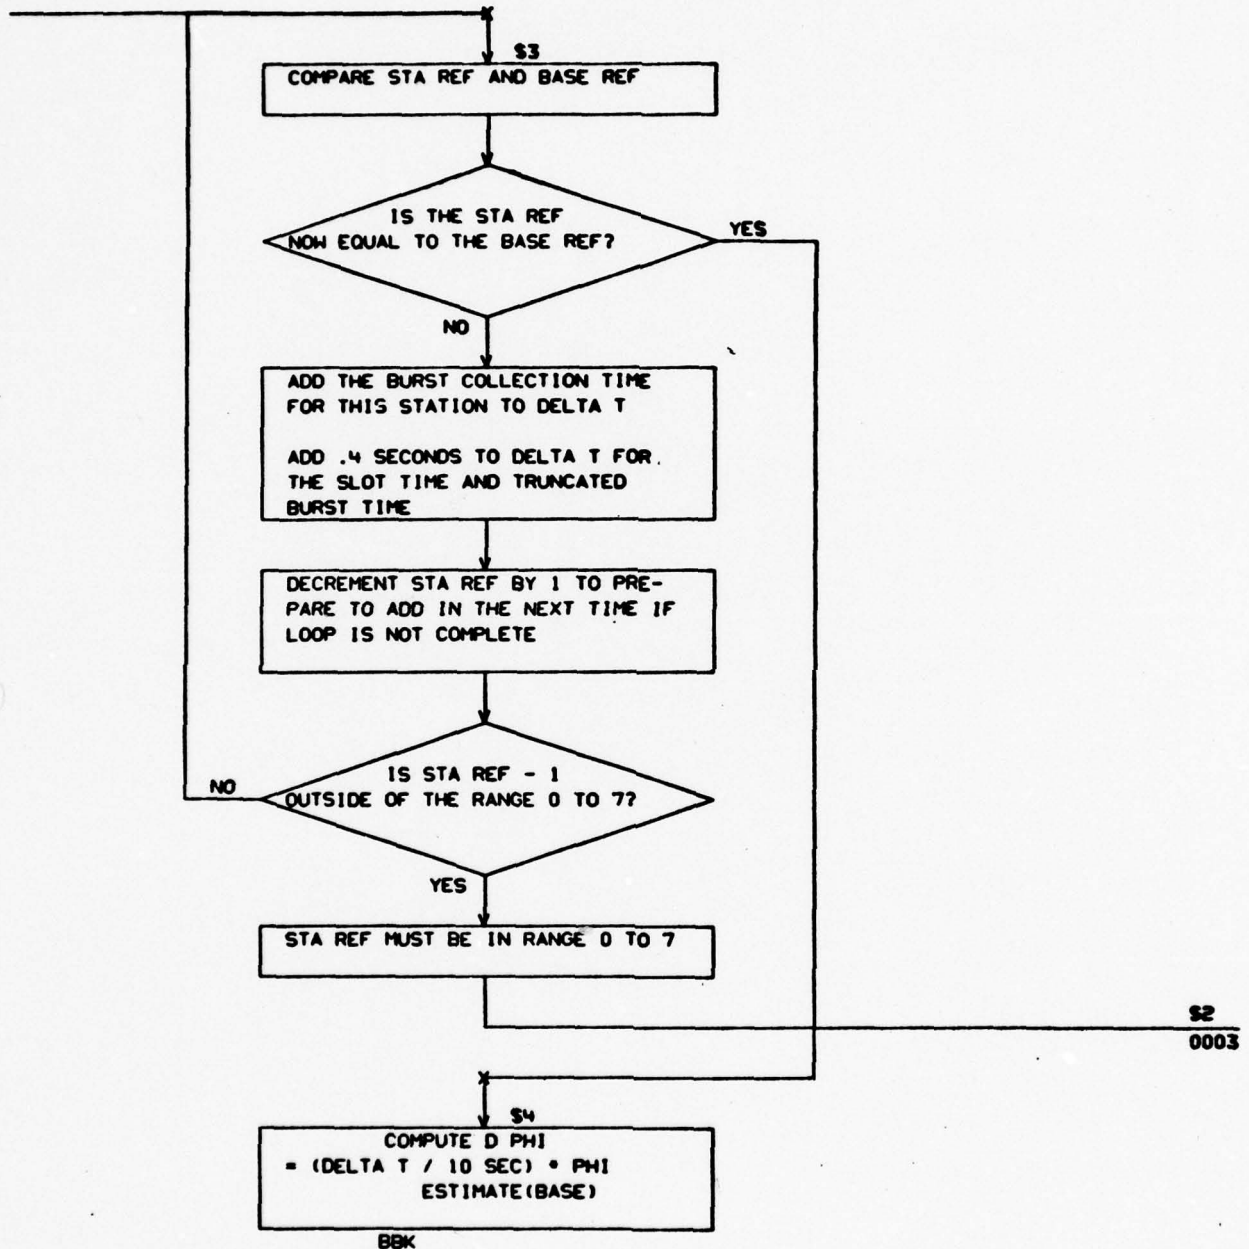 $3
COMPARE STA REF AND BASE REF
IS THE STA REF
NOW EQUAL TO THE BASE REF?
YES
NO
ADD THE BURST COLLECTION TIME
FOR THIS STATION TO DELTA T
ADD .4 SECONDS TO DELTA T FOR
THE SLOT TIME AND TRUNCATED
BURST TIME
DECREMENT STA REF BY 1 TO PRE-
PARE TO ADD IN THE NEXT TIME IF
LOOP IS NOT COMPLETE
IS STA REF - 1
OUTSIDE OF THE RANGE 0 TO 7?
NO
YES
STA REF MUST BE IN RANGE 0 TO 7
$2
0003
$4
COMPUTE D PHI
= (DELTA T / 10 SEC) * PHI
ESTIMATE(BASE)
BBK